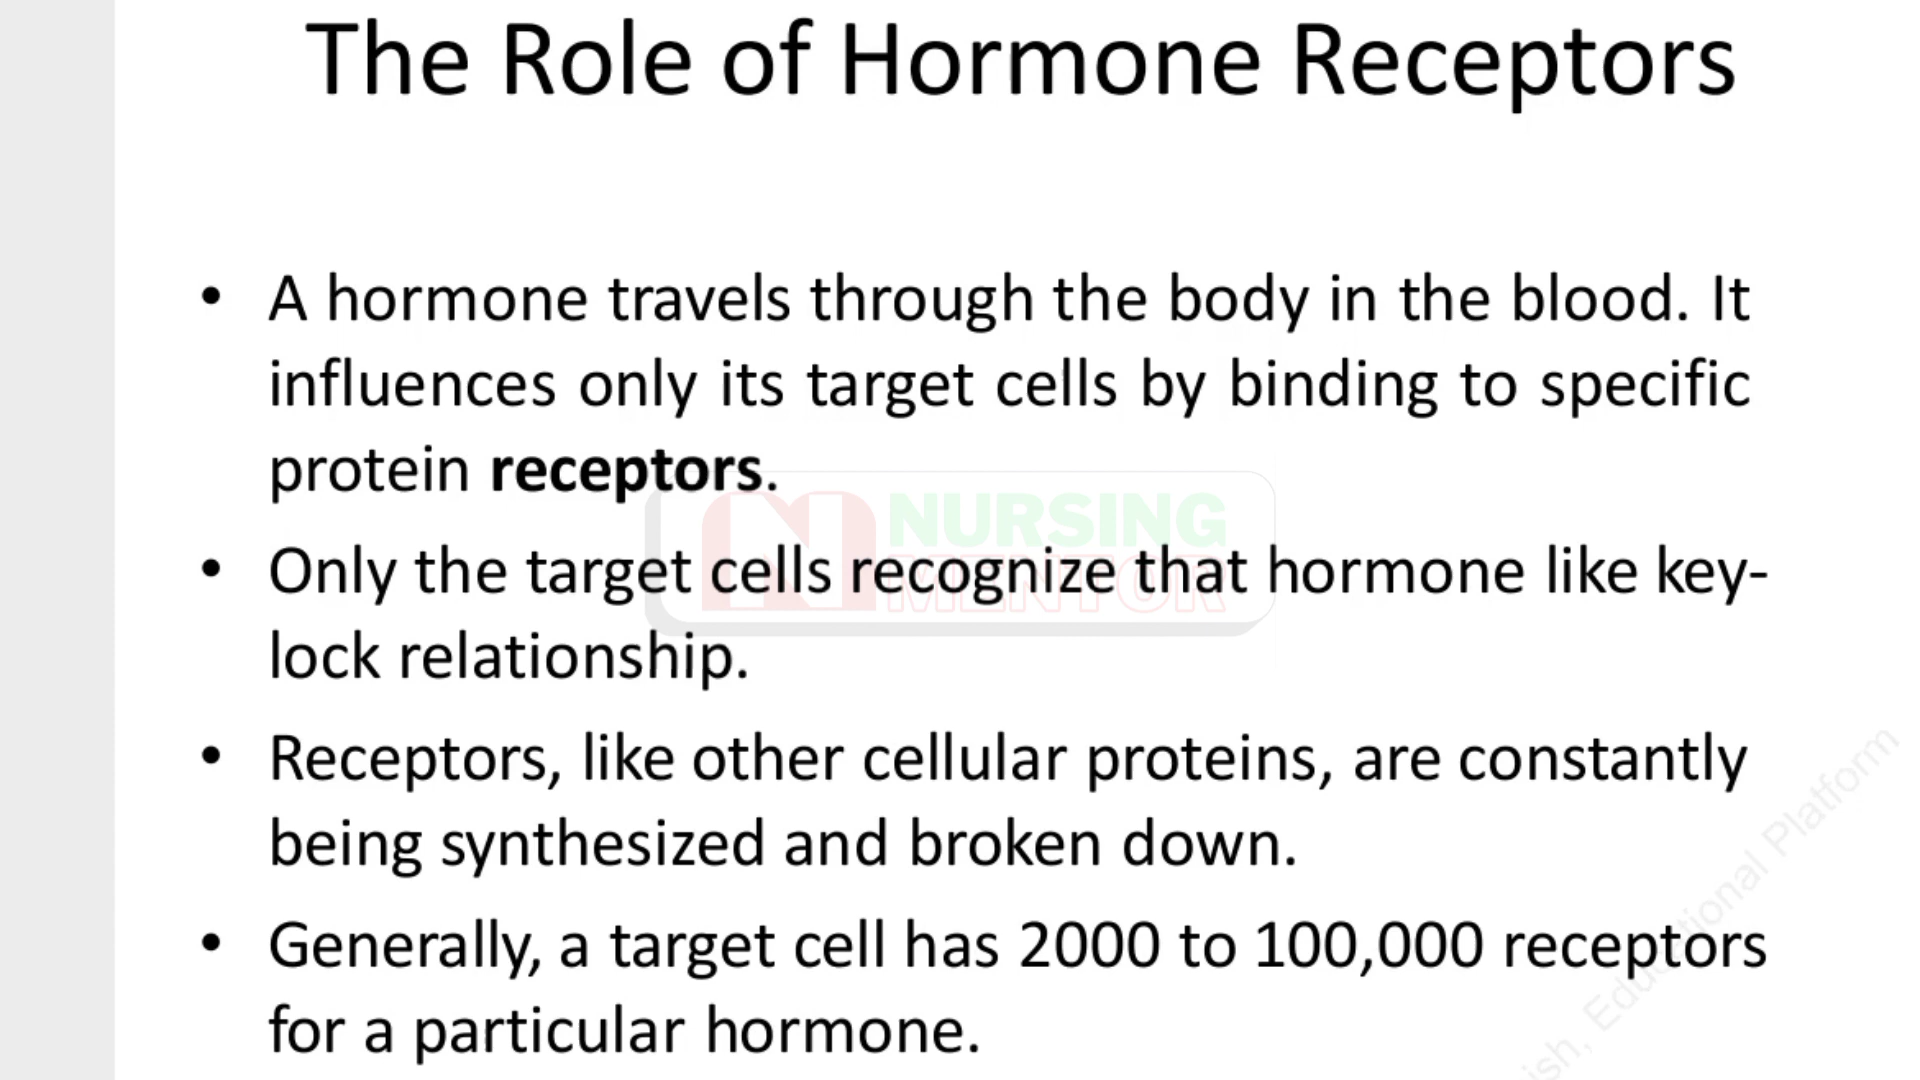 The Role of Hormone Receptors
• A hormone travels through the body in the blood. It
influences only its target cells by binding to specific
protein receptors.
NURSING
MENTOR
• Only the target cells recognize that hormone like key-
lock relationship.
• Receptors, like other cellular proteins, are constantly
being synthesized and broken down.
• Generally, a target cell has 2000 to 100,000 receptors
for a particular hormone.
ish, Educational Platform